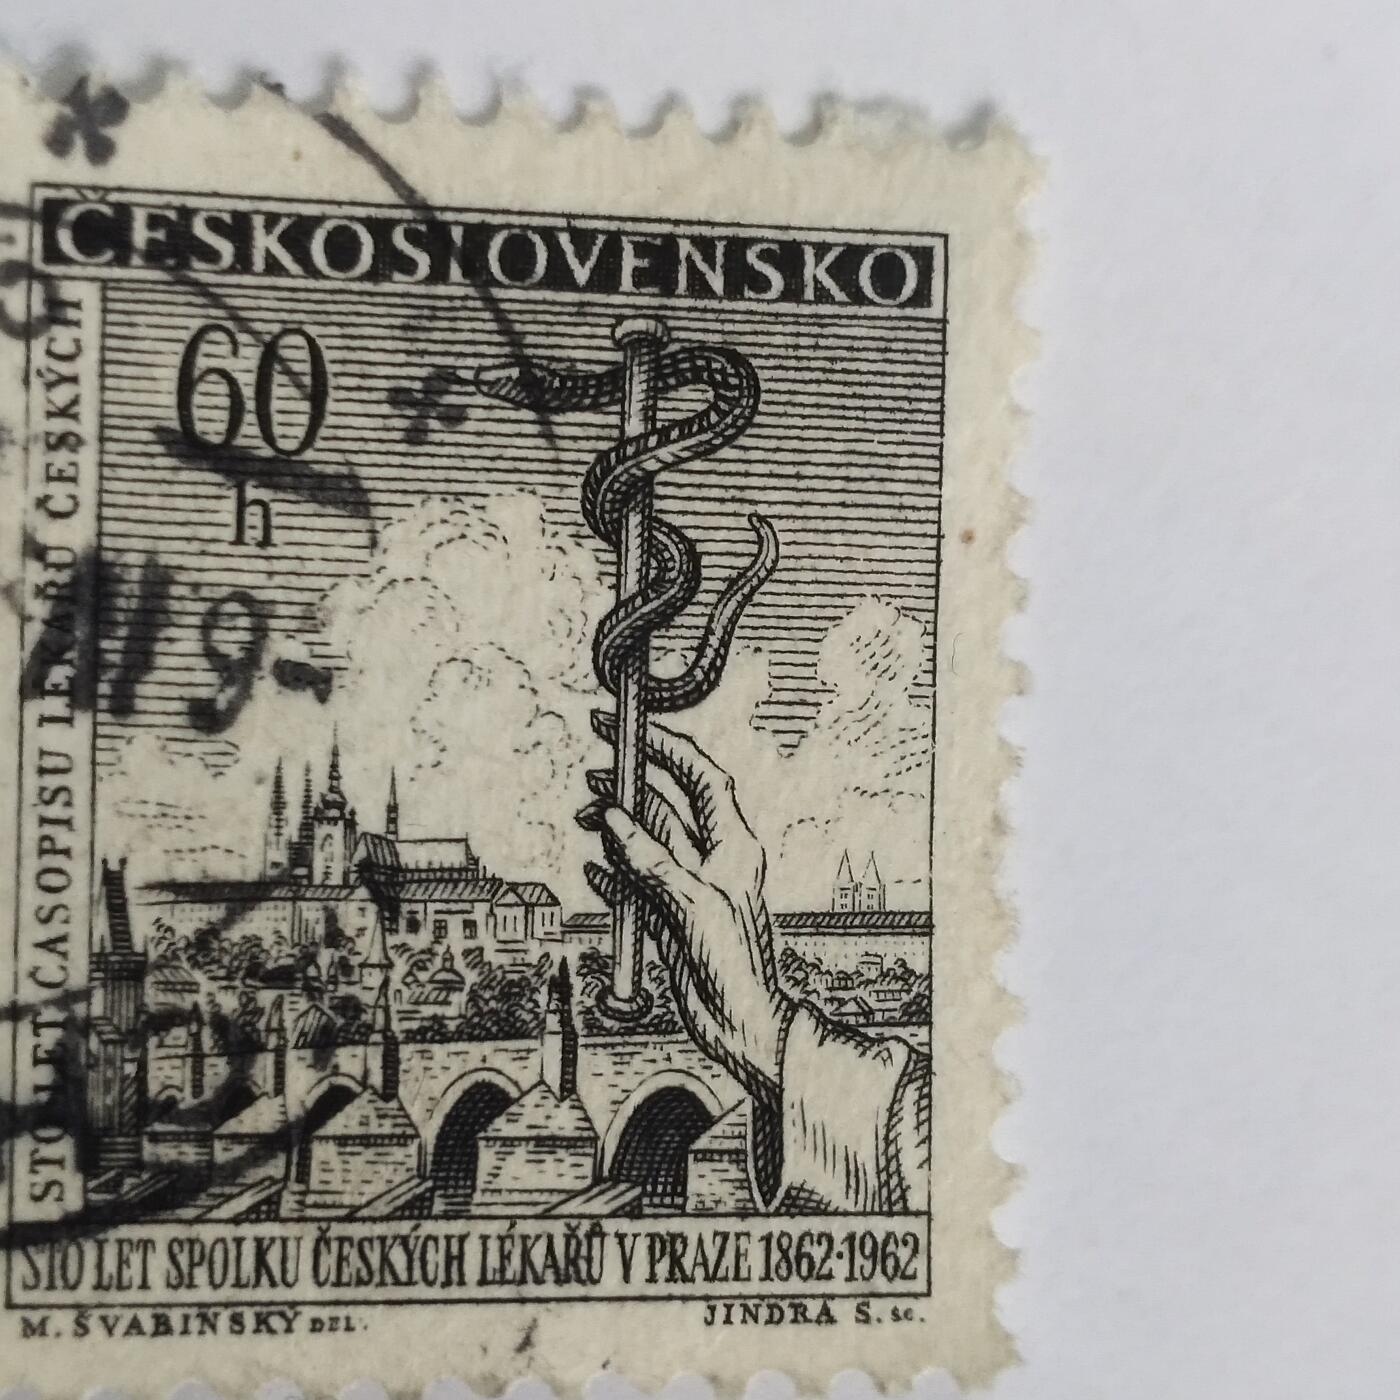 ČESKOSLOVENSKO
60
h
STO LET ČASOPISU LÉKAŘŮ ČESKÝCH
STO LET SPOLKU ČESKÝCH LÉKAŘŮ V PRAZE 1862·1962
M. ŠVABINSKÝ DEL. JINDRA S. sc.